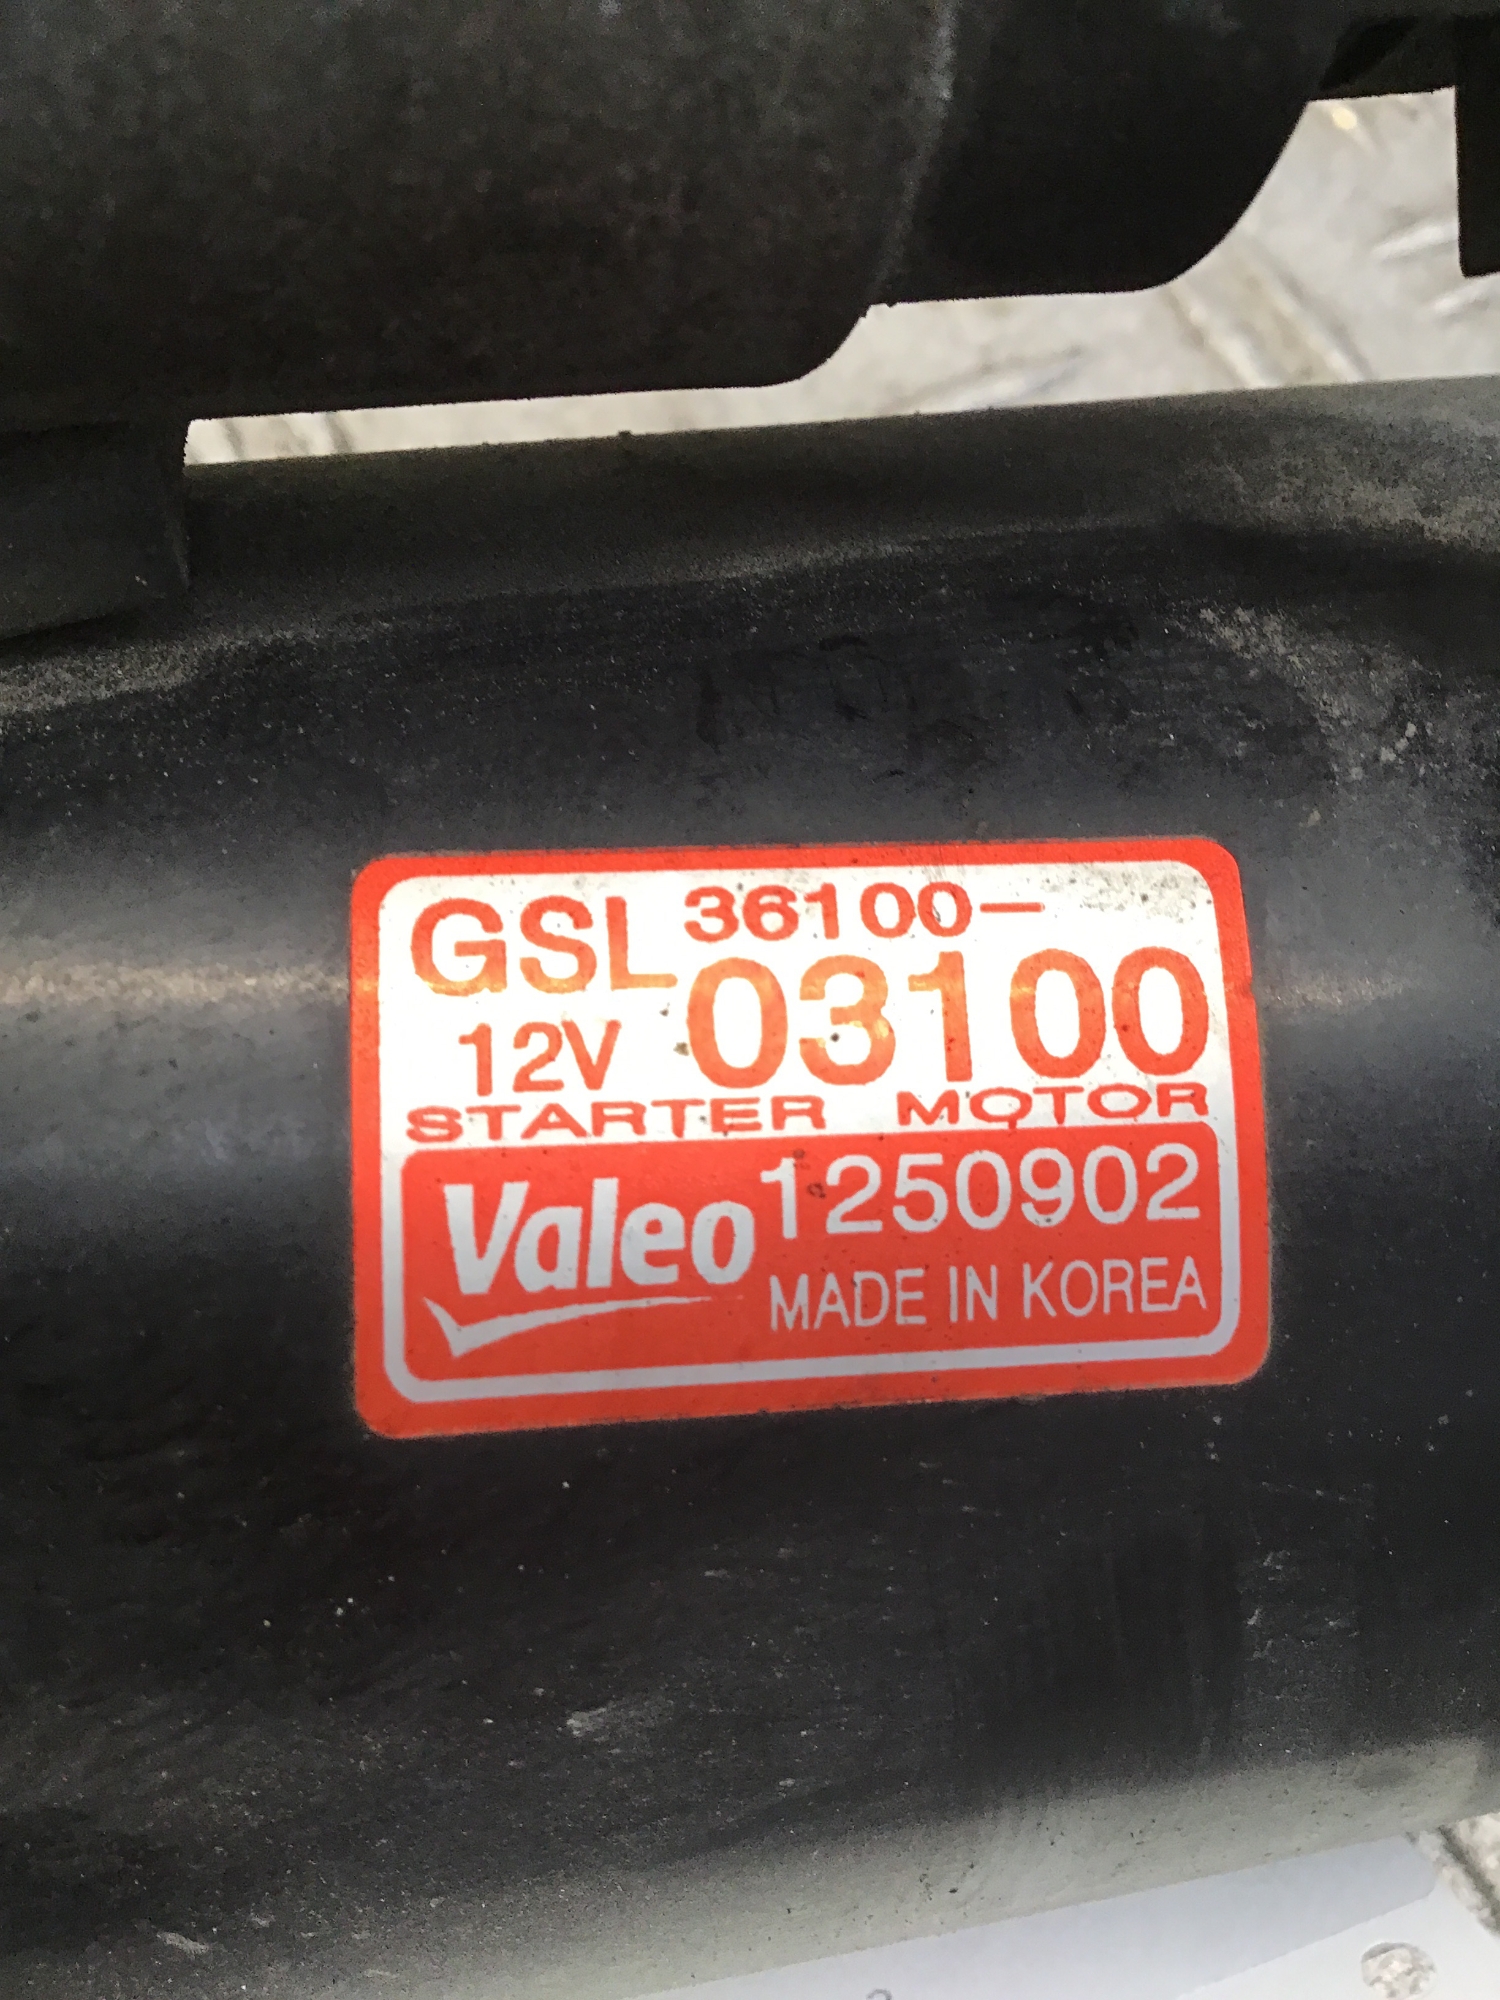 GSL 36100-
12V 03100
STARTER MOTOR
Valeo 1250902
MADE IN KOREA